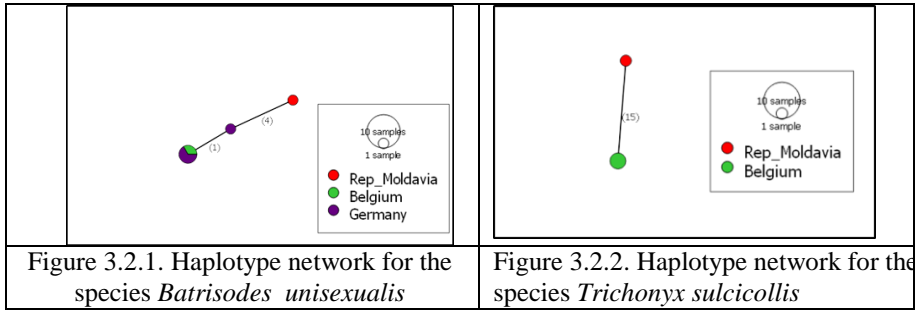 (4)
(1)
10 samples
1 sample
Rep_Moldavia
Belgium
Germany
(15)
10 samples
1 sample
Rep_Moldavia
Belgium
Figure 3.2.1. Haplotype network for the
species Batrisodes unisexualis
Figure 3.2.2. Haplotype network for the
species Trichonyx sulcicollis